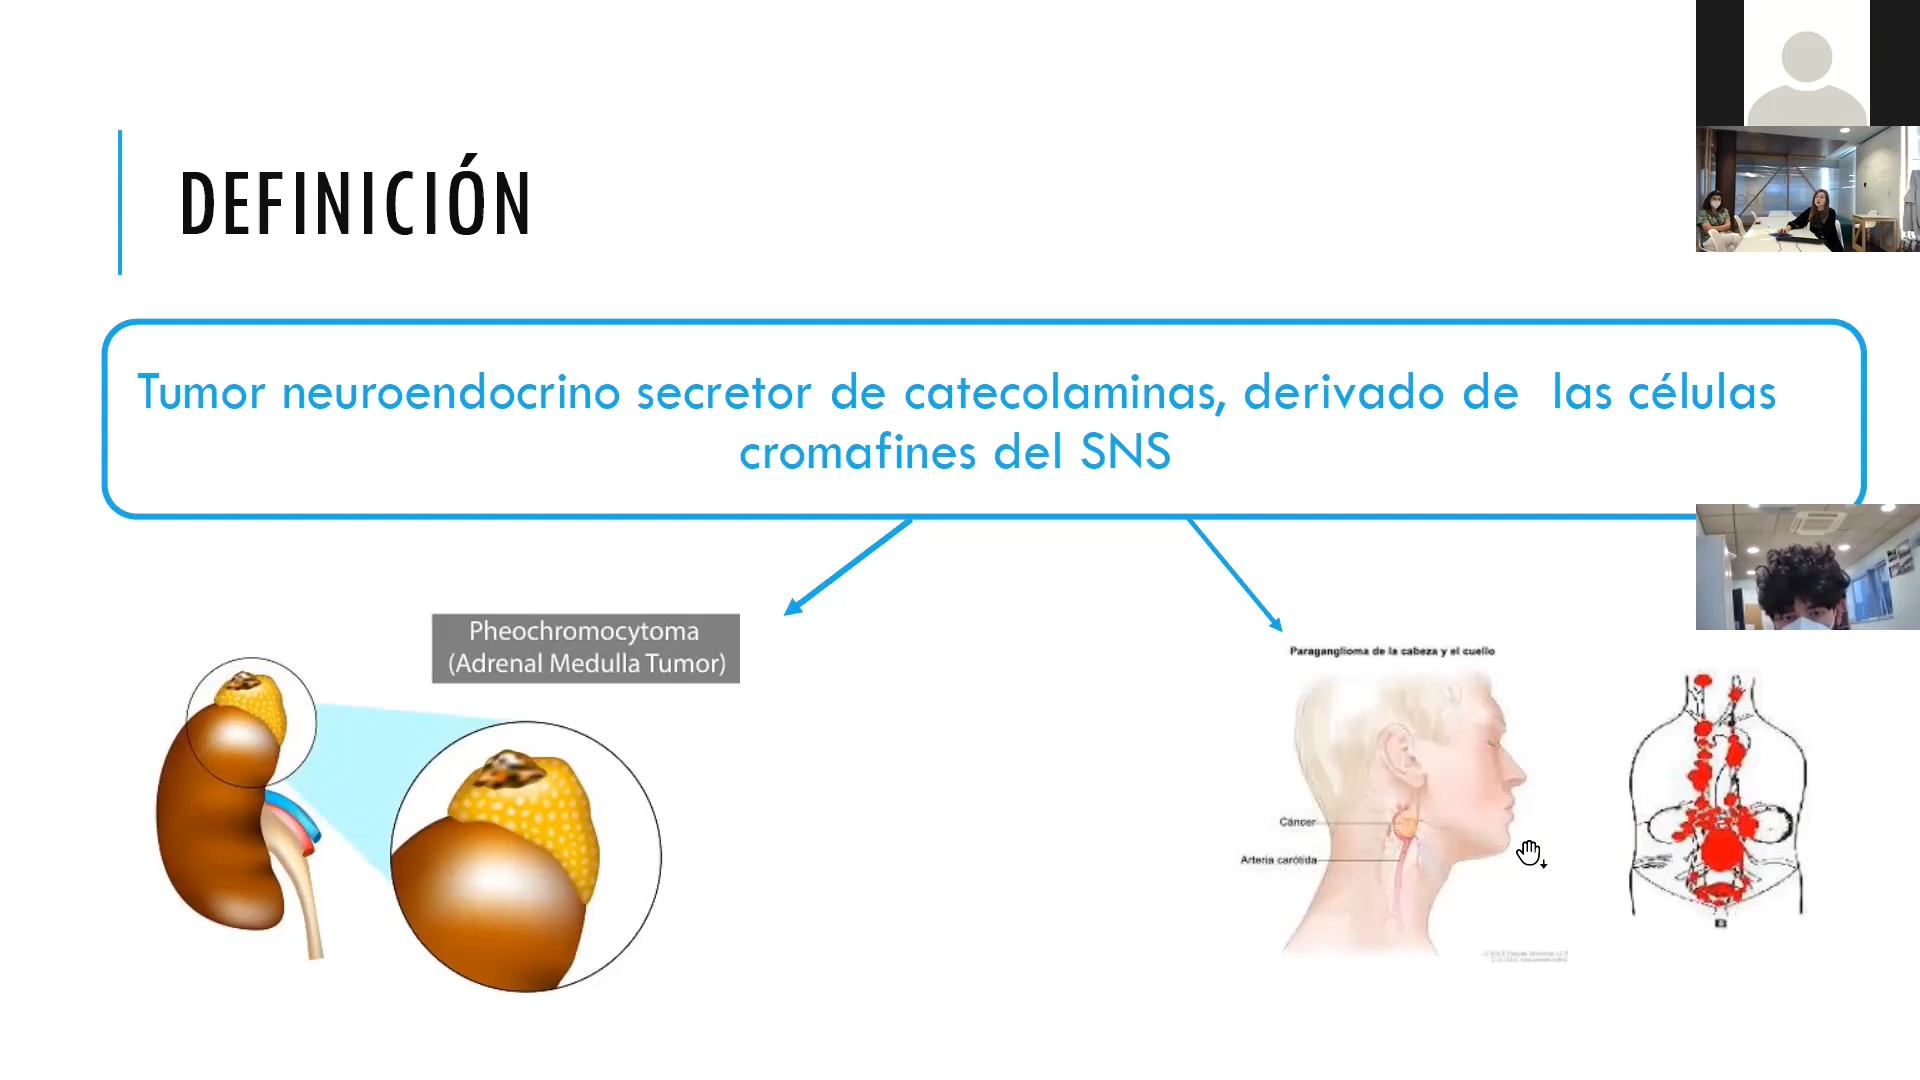 DEFINICIÓN
Tumor neuroendocrino secretor de catecolaminas, derivado de las células
cromafines del SNS
Pheochromocytoma
(Adrenal Medulla Tumor)
Paraganglioma de la cabeza y el cuello
Cáncer
Arteria carótida